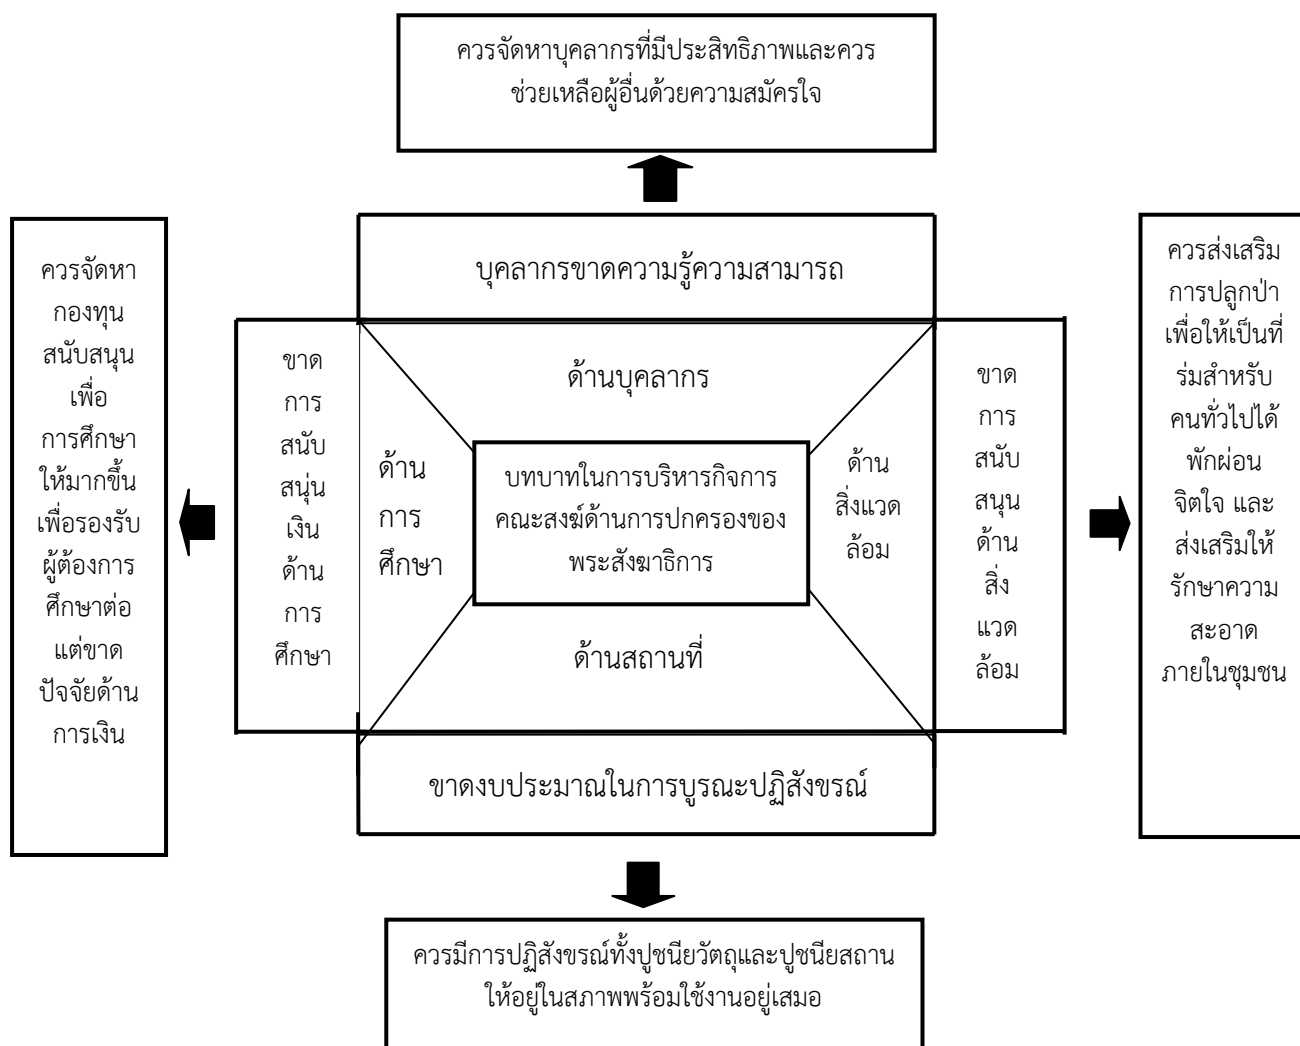 ควรจัดหาบุคลากรที่มีประสิทธิภาพและควร
ช่วยเหลือผู้อื่นด้วยความสมัครใจ
บุคลากรขาดความรู้ความสามารถ
ควรจัดหา
กองทุน
สนับสนุน
เพื่อ
การศึกษา
ให้มากขึ้น
เพื่อรองรับ
ผู้ต้องการ
ศึกษาต่อ
แต่ขาด
ปัจจัยด้าน
การเงิน
ขาด
การ
สนับ
สนุ่น
เงิน
ด้าน
การ
ศึกษา
ด้าน
การ
ศึกษา
ด้านบุคลากร
บทบาทในการบริหารกิจการ
คณะสงฆ์ด้านการปกครองของ
พระสังฆาธิการ
ด้านสถานที่
ด้าน
สิ่งแวด
ล้อม
ขาด
การ
สนับ
สนุน
ด้าน
สิ่ง
แวด
ล้อม
ควรส่งเสริม
การปลูกป่า
เพื่อให้เป็นที่
ร่มสำหรับ
คนทั่วไปได้
พักผ่อน
จิตใจ และ
ส่งเสริมให้
รักษาความ
สะอาด
ภายในชุมชน
ขาดงบประมาณในการบูรณะปฏิสังขรณ์
ควรมีการปฏิสังขรณ์ทั้งปูชนียวัตถุและปูชนียสถาน
ให้อยู่ในสภาพพร้อมใช้งานอยู่เสมอ